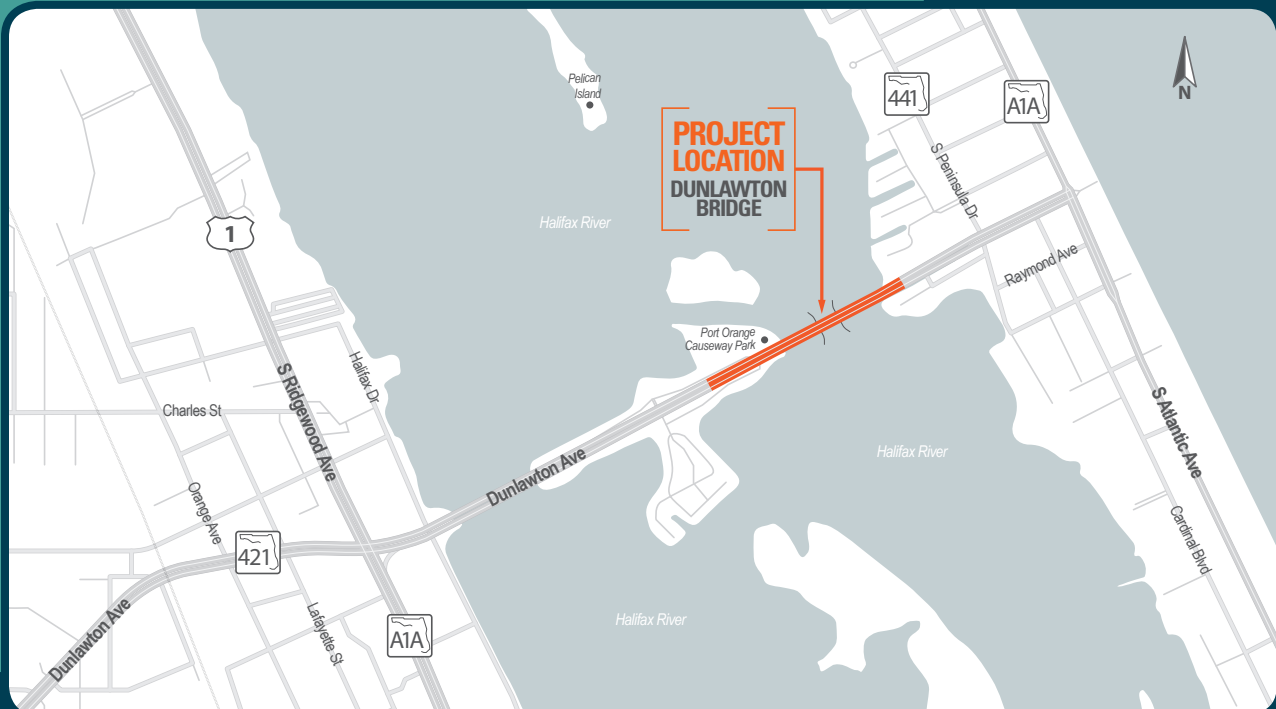 Pelican
Island
441
A1A
N
PROJECT
LOCATION
DUNLAWTON
BRIDGE
S Peninsula Dr
1
Halifax River
Raymond Ave
Port Orange
Causeway Park
Halifax Dr
S Ridgewood Ave
Charles St
S Atlantic Ave
Halifax River
Dunlawton Ave
Orange Ave
Cardinal Blvd
421
Dunlawton Ave
Lafayette St
A1A
Halifax River